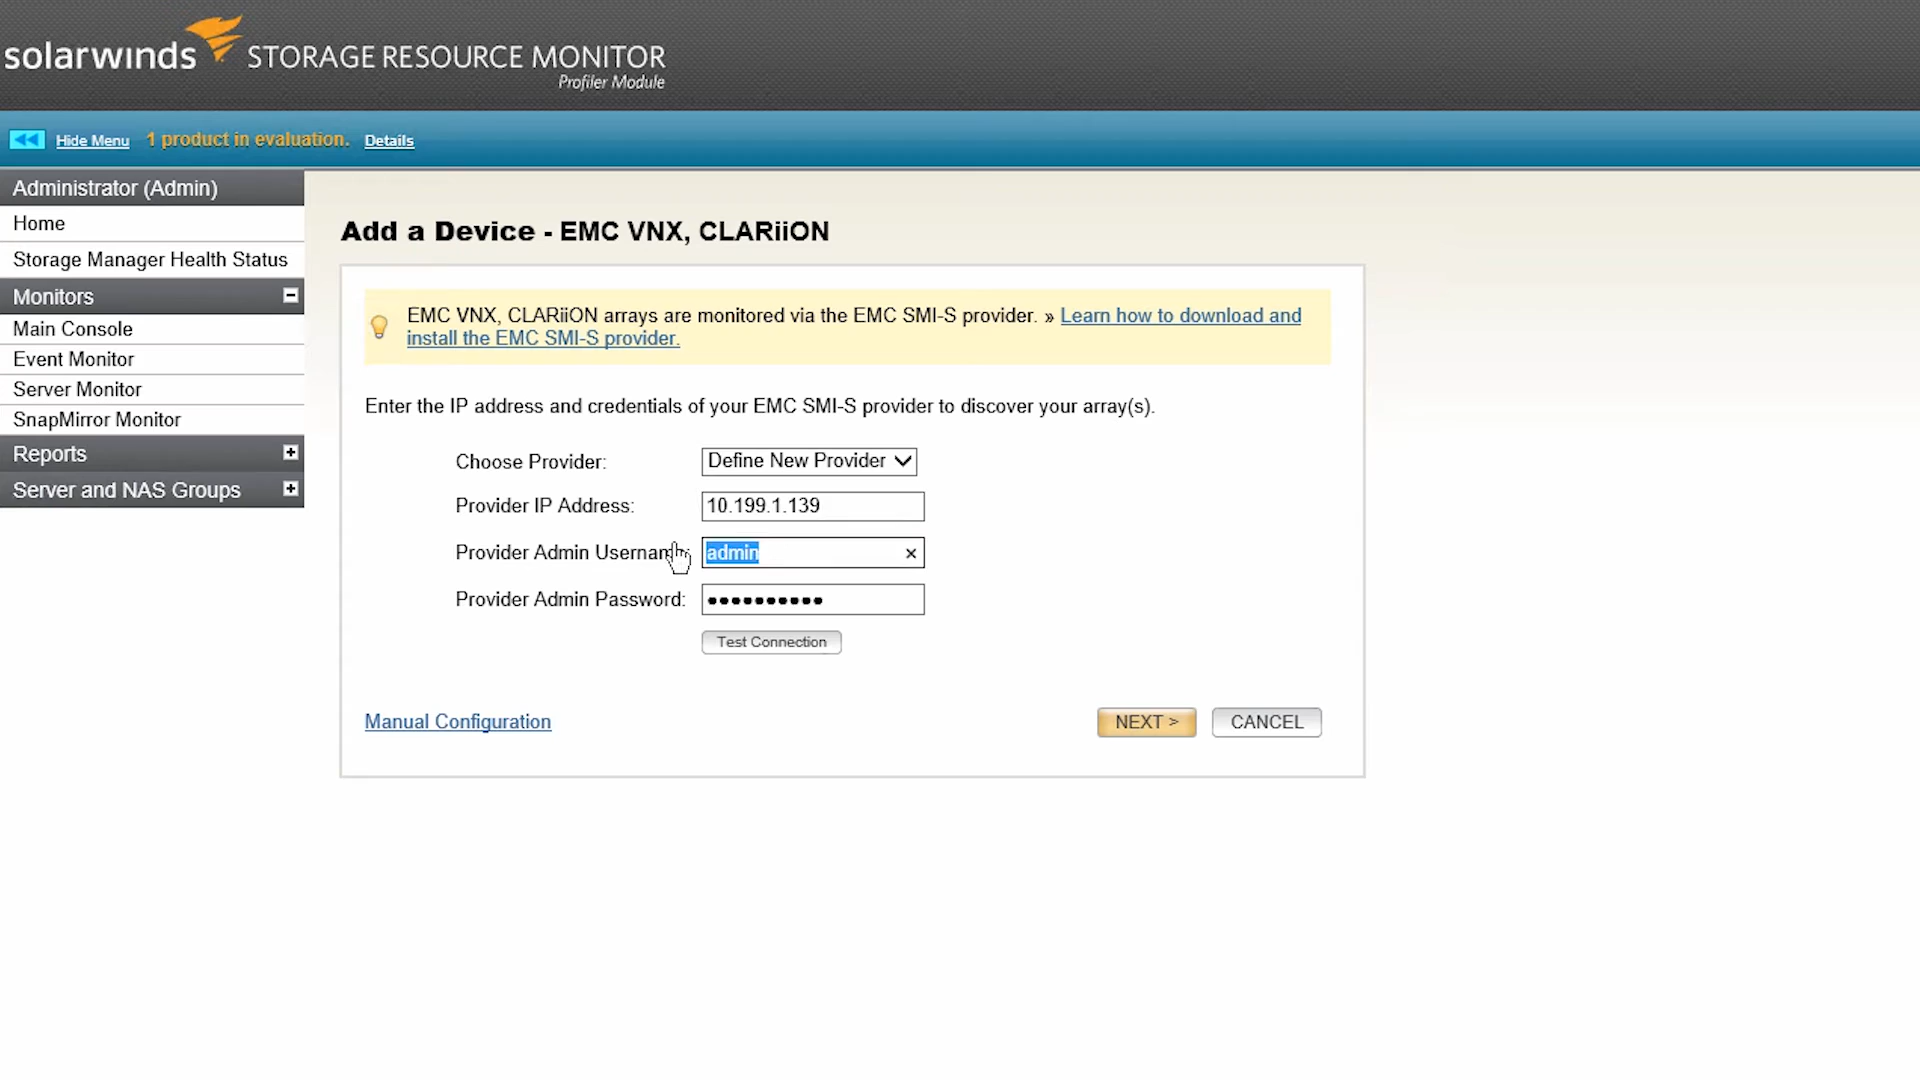 solarwinds STORAGE RESOURCE MONITOR
Profiler Module
Hide Menu 1 product in evaluation. Details
Administrator (Admin)
Home
Storage Manager Health Status
Monitors
Main Console
Event Monitor
Server Monitor
SnapMirror Monitor
Reports
Server and NAS Groups
Add a Device - EMC VNX, CLARiiON
EMC VNX, CLARiiON arrays are monitored via the EMC SMI-S provider. » Learn how to download and
install the EMC SMI-S provider.
Enter the IP address and credentials of your EMC SMI-S provider to discover your array(s).
Choose Provider: Define New Provider
Provider IP Address: 10.199.1.139
Provider Admin Username: admin ×
Provider Admin Password: ••••••••••
Test Connection
Manual Configuration NEXT > CANCEL